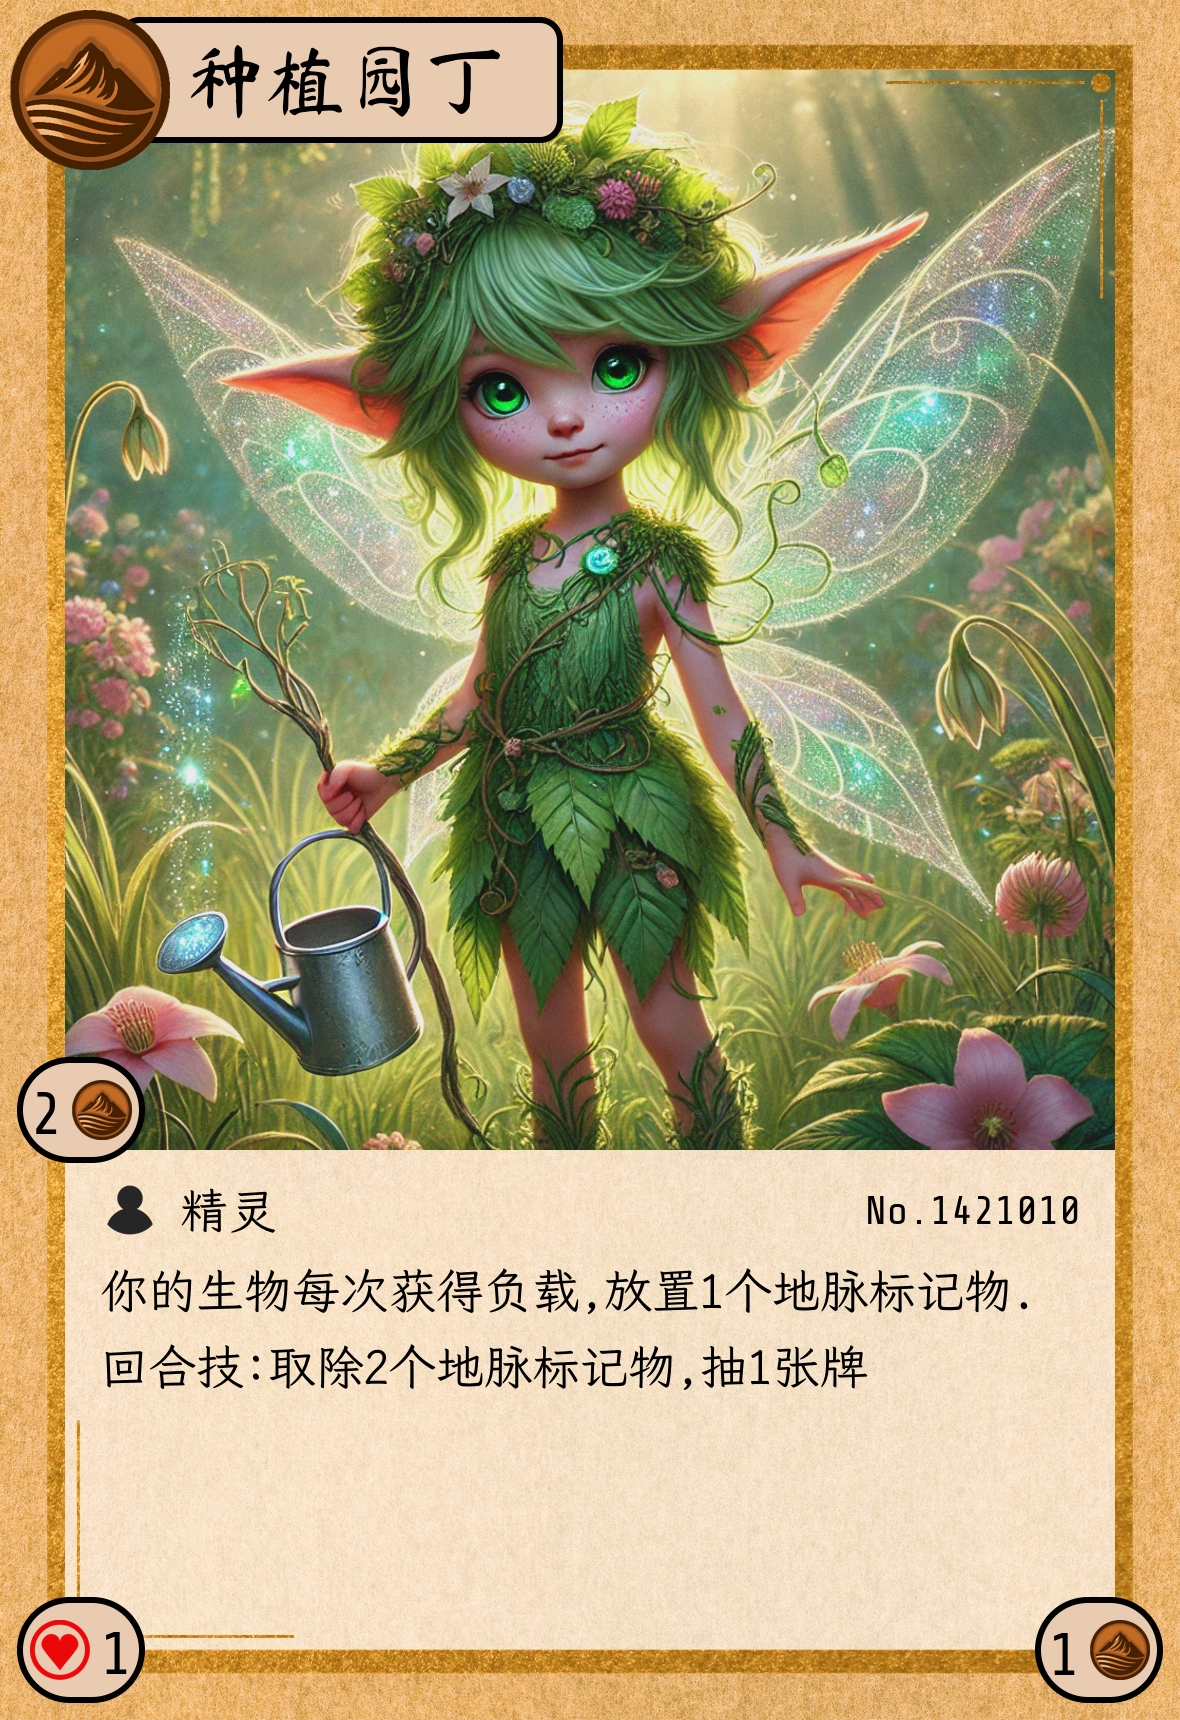 种植园丁
2
精灵
No.1421010
你的生物每次获得负载,放置1个地脉标记物.
回合技:取除2个地脉标记物,抽1张牌
1
1